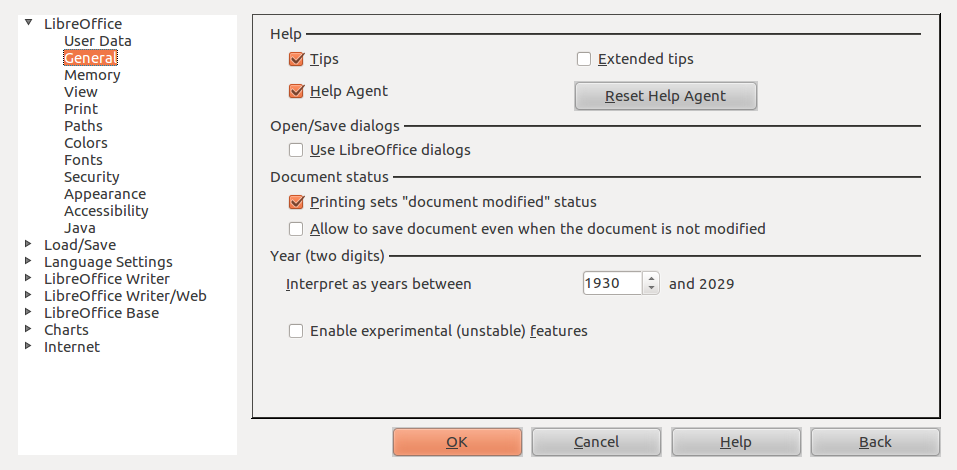 LibreOffice
User Data
General
Memory
View
Print
Paths
Colors
Fonts
Security
Appearance
Accessibility
Java
Load/Save
Language Settings
LibreOffice Writer
LibreOffice Writer/Web
LibreOffice Base
Charts
Internet
Help
Tips
Extended tips
Help Agent
Reset Help Agent
Open/Save dialogs
Use LibreOffice dialogs
Document status
Printing sets "document modified" status
Allow to save document even when the document is not modified
Year (two digits)
Interpret as years between 1930 and 2029
Enable experimental (unstable) features
OK Cancel Help Back